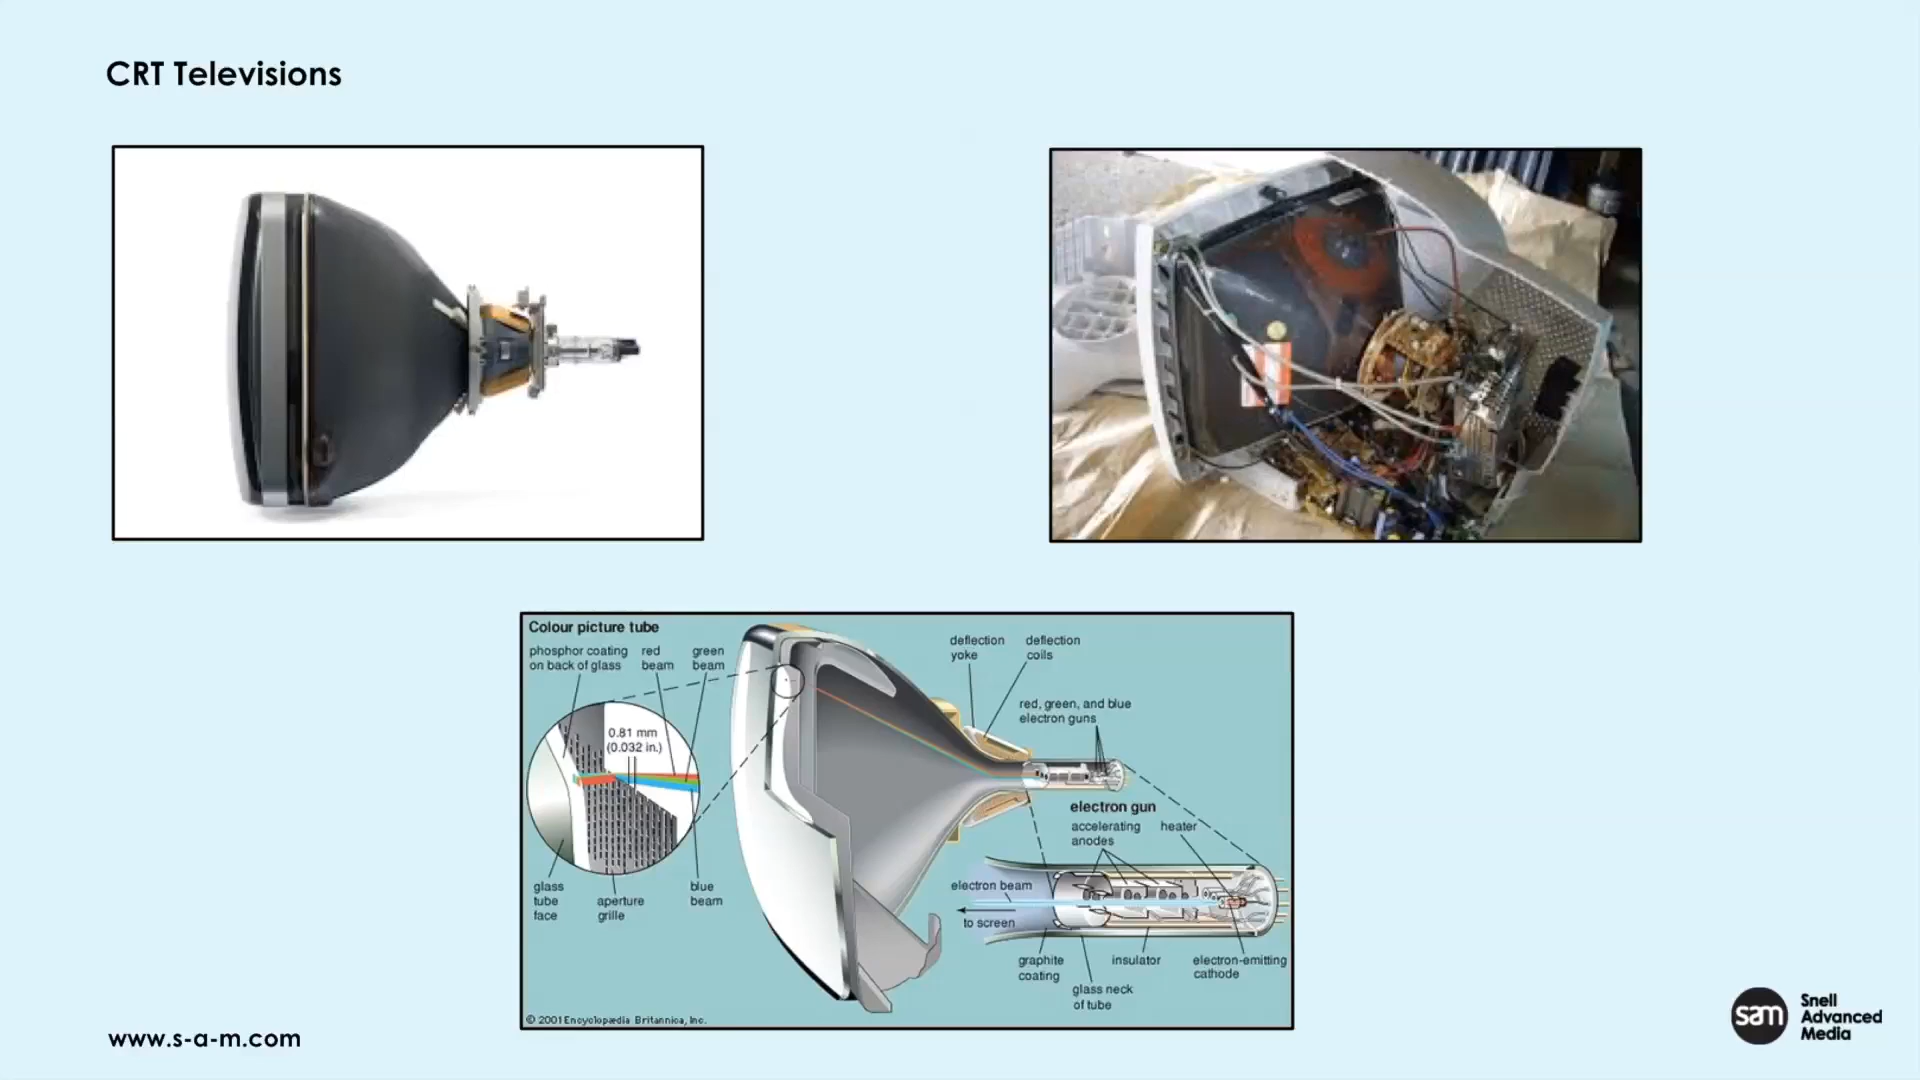 CRT Televisions
Colour picture tube
phosphor coating
on back of glass
red
beam
green
beam
deflection
yoke
deflection
coils
red, green, and blue
electron guns
0.81 mm
(0.032 in.)
electron gun
accelerating
anodes
heater
glass
tube
face
aperture
grille
blue
beam
electron beam
to screen
graphite
coating
insulator
electron-emitting
cathode
glass neck
of tube
© 2001 Encyclopædia Britannica, Inc.
www.s-a-m.com
sam
Snell
Advanced
Media